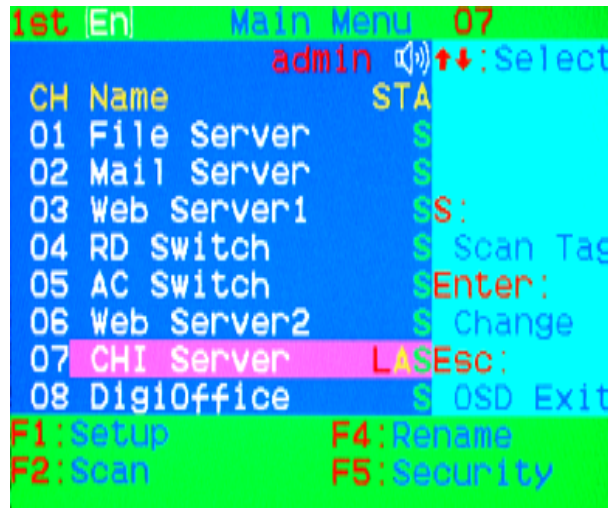 1st [En] Main Menu 07
admin ↑↓:Select
CH Name STA
01 File Server S
02 Mail Server S
03 Web Server1 S S:
04 RD Switch S Scan Tag
05 AC Switch S Enter:
06 Web Server2 S Change
07 CHI Server LAS Esc:
08 DigiOffice S OSD Exit
F1:Setup F4:Rename
F2:Scan F5:Security